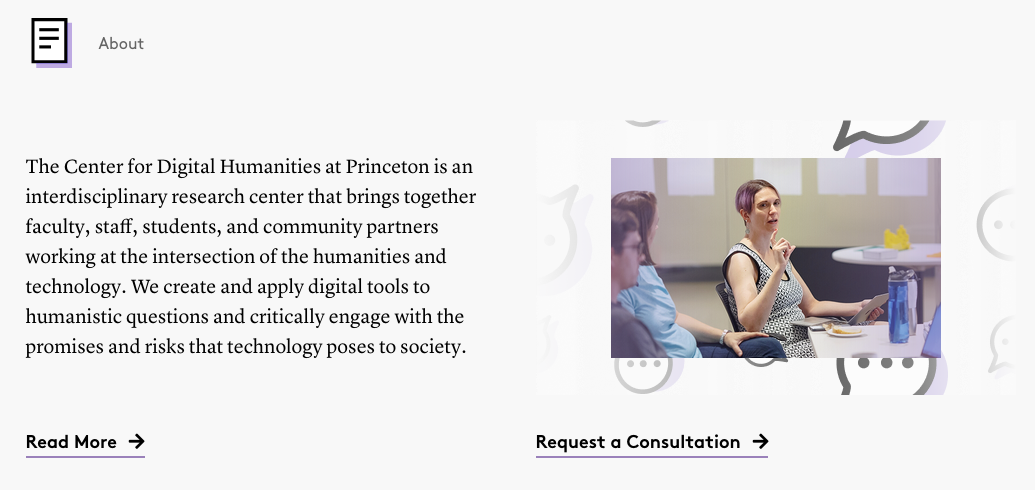 About
The Center for Digital Humanities at Princeton is an
interdisciplinary research center that brings together
faculty, staff, students, and community partners
working at the intersection of the humanities and
technology. We create and apply digital tools to
humanistic questions and critically engage with the
promises and risks that technology poses to society.
Read More →
Request a Consultation →